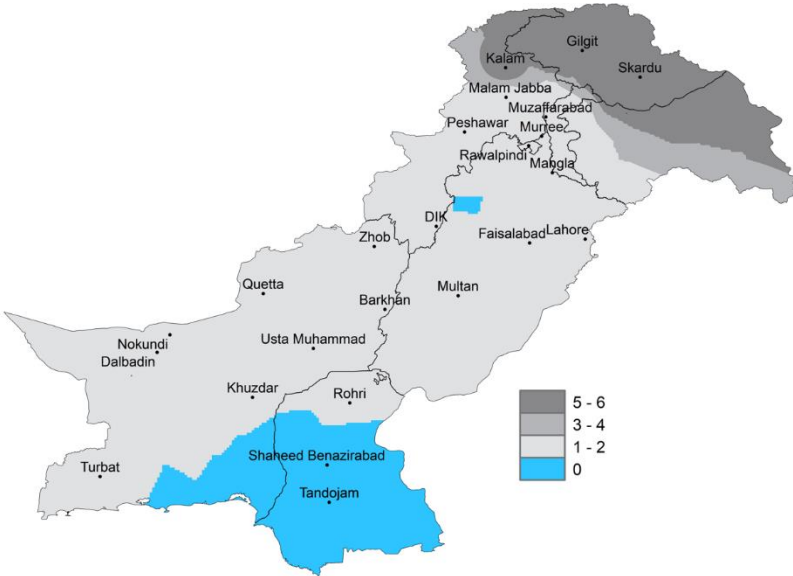 Gilgit
Kalam
Skardu
Malam Jabba
Muzaffarabad
Peshawar
Murree
Rawalpindi
Mangla
DIK
Zhob
Faisalabad
Lahore
Quetta
Multan
Barkhan
Nokundi
Usta Muhammad
Dalbadin
Khuzdar
Rohri
5 - 6
3 - 4
1 - 2
0
Shaheed Benazirabad
Turbat
Tandojam